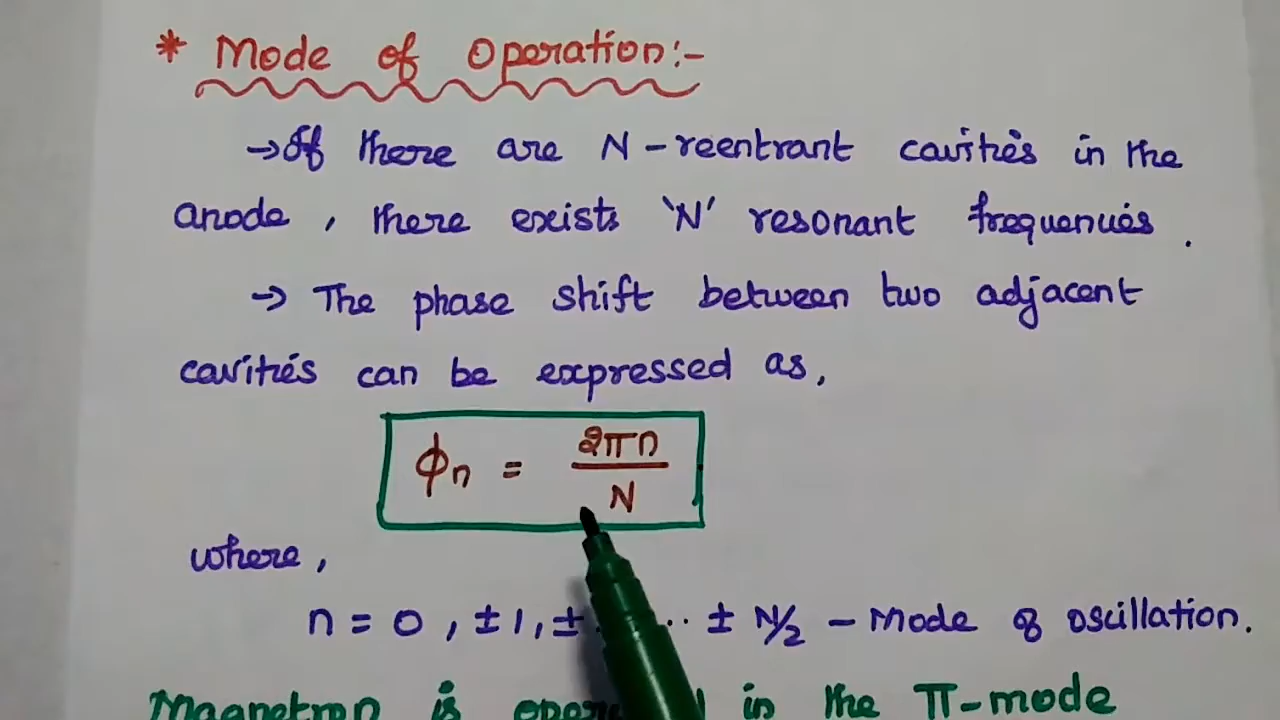 * Mode of Operation:-
→ If there are N-reentrant cavities in the
anode, there exists 'N' resonant frequencies.
→ The phase shift between two adjacent
cavities can be expressed as,
ϕn = 2πn / N
where,
n = 0, ±1, ± ... ± N/2 - Mode of oscillation.
Magnetron is in the π-mode